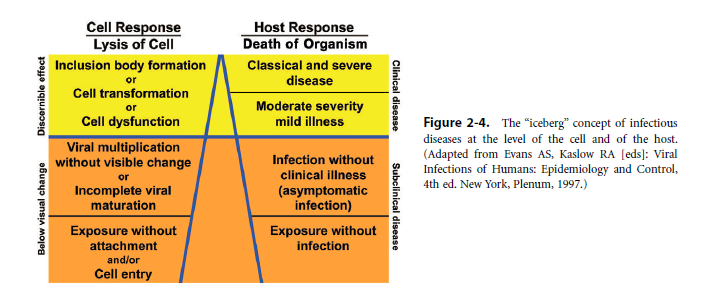 Cell Response
Lysis of Cell
Host Response
Death of Organism
Discernible effect
Inclusion body formation
or
Cell transformation
or
Cell dysfunction
Classical and severe
disease
Moderate severity
mild illness
Clinical disease
Below visual change
Viral multiplication
without visible change
or
Incomplete viral
maturation
Exposure without
attachment
and/or
Cell entry
Infection without
clinical illness
(asymptomatic
infection)
Exposure without
infection
Subclinical disease
Figure 2-4. The “iceberg” concept of infectious
diseases at the level of the cell and of the host.
(Adapted from Evans AS, Kaslow RA [eds]: Viral
Infections of Humans: Epidemiology and Control,
4th ed. New York, Plenum, 1997.)